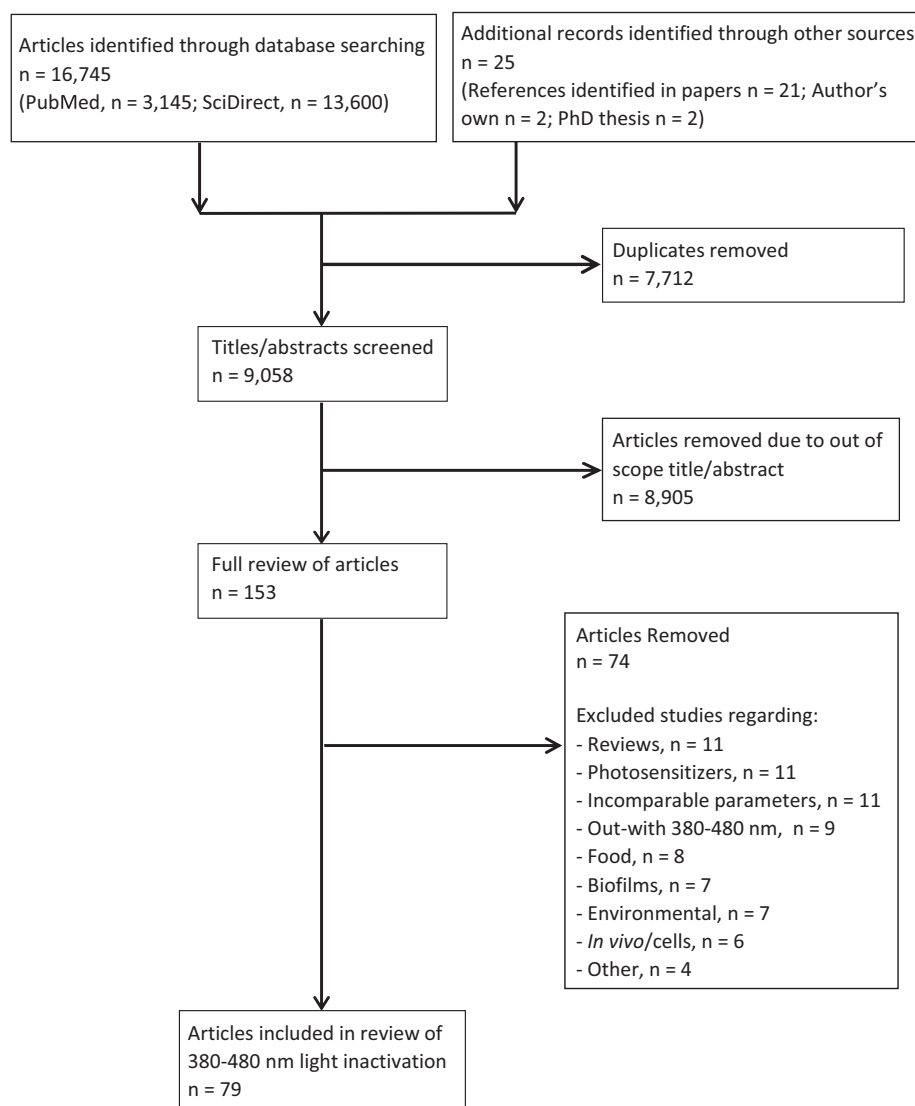 Articles identified through database searching
n = 16,745
(PubMed, n = 3,145; SciDirect, n = 13,600)
Additional records identified through other sources
n = 25
(References identified in papers n = 21; Author's
own n = 2; PhD thesis n = 2)
Duplicates removed
n = 7,712
Titles/abstracts screened
n = 9,058
Articles removed due to out of
scope title/abstract
n = 8,905
Full review of articles
n = 153
Articles Removed
n = 74
Excluded studies regarding:
- Reviews, n = 11
- Photosensitizers, n = 11
- Incomparable parameters, n = 11
- Out-with 380-480 nm, n = 9
- Food, n = 8
- Biofilms, n = 7
- Environmental, n = 7
- In vivo/cells, n = 6
- Other, n = 4
Articles included in review of
380-480 nm light inactivation
n = 79